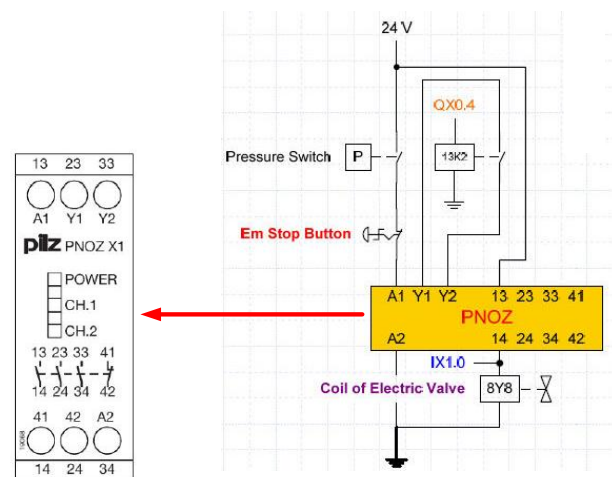 13 23 33
A1 Y1 Y2
pilz PNOZ X1
POWER
CH.1
CH.2
13 23 33 41
14 24 34 42
41 42 A2
14 24 34
24 V
QX0.4
Pressure Switch P 13K2
Em Stop Button
A1 Y1 Y2 13 23 33 41
PNOZ
A2 14 24 34 42
IX1.0
Coil of Electric Valve 8Y8